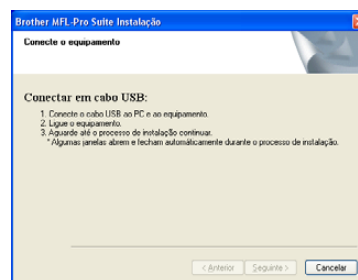 Brother MFL-Pro Suite Instalação
Conecte o equipamento
Conectar em cabo USB:
1. Conecte o cabo USB ao PC e ao equipamento.
2. Ligue o equipamento.
3. Aguarde até o processo de instalação continuar.
* Algumas janelas abrem e fecham automáticamente durante o processo de instalação.
< Anterior Seguinte > Cancelar